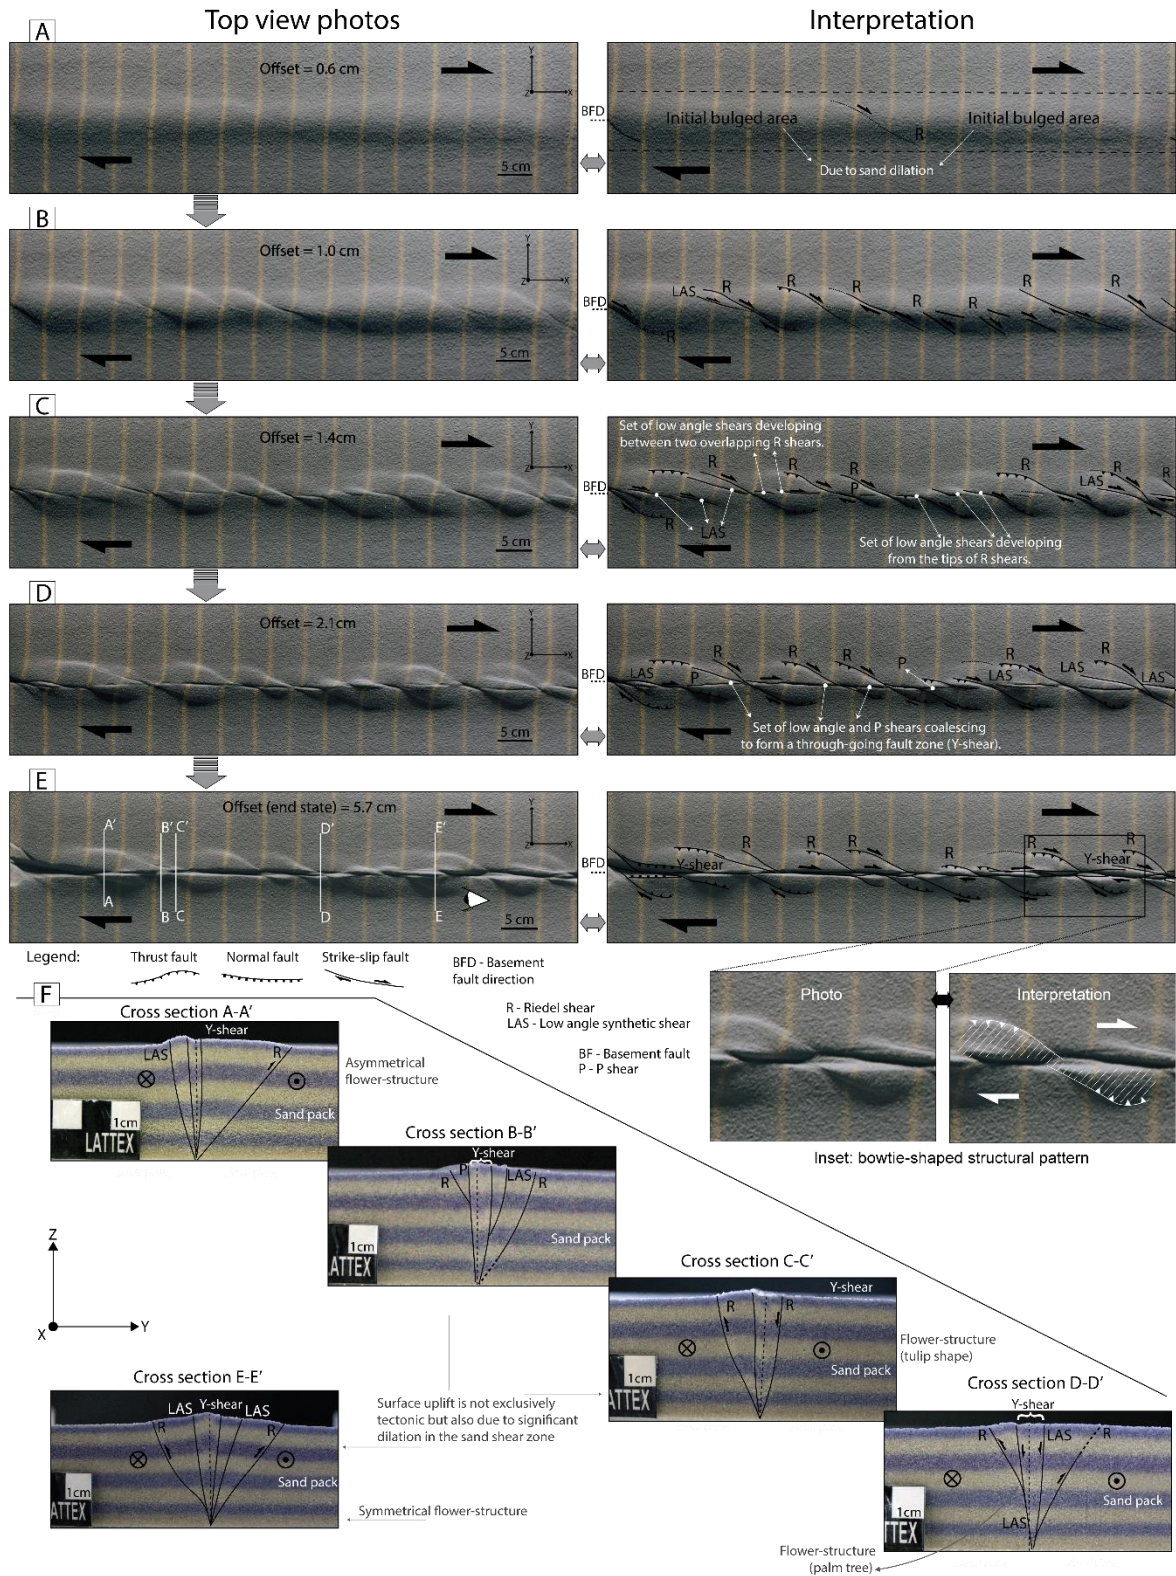 Top view photos
Interpretation
A
Offset = 0.6 cm
Y
Z
X
5 cm
BFD
Initial bulged area
Initial bulged area
R
Due to sand dilation
B
Offset = 1.0 cm
Y
Z
X
5 cm
BFD
LAS
R
R
R
R
R
R
R
R
C
Offset = 1.4cm
Y
Z
X
5 cm
BFD
Set of low angle shears developing
between two overlapping R shears.
R
R
R
P
R
R
LAS
R
LAS
Set of low angle shears developing
from the tips of R shears.
D
Offset = 2.1cm
Y
Z
X
5 cm
BFD
LAS
P
R
R
R
P
R
LAS
LAS
R
LAS
Set of low angle and P shears coalescing
to form a through-going fault zone (Y-shear).
E
Offset (end state) = 5.7 cm
A'
B'
C'
D'
E'
A
B
C
D
E
Y
Z
X
5 cm
BFD
Y-shear
R
R
R
R
R
R
Y-shear
Legend:
Thrust fault
Normal fault
Strike-slip fault
BFD - Basement
fault direction
R - Riedel shear
LAS - Low angle synthetic shear
BF - Basement fault
P - P shear
Photo
Interpretation
Inset: bowtie-shaped structural pattern
F
Cross section A-A'
Y-shear
LAS
R
Sand pack
1cm
LATTEX
Asymmetrical
flower-structure
Cross section B-B'
Y-shear
R
P
LAS
R
Sand pack
1cm
ATTEX
Z
X
Y
Cross section C-C'
Y-shear
R
R
Sand pack
1cm
ATTEX
Flower-structure
(tulip shape)
Cross section E-E'
LAS
Y-shear
LAS
R
R
Sand pack
1cm
ATTEX
Surface uplift is not exclusively
tectonic but also due to significant
dilation in the sand shear zone
Symmetrical flower-structure
Cross section D-D'
Y-shear
R
LAS
R
Sand pack
LAS
1cm
TTEX
Flower-structure
(palm tree)